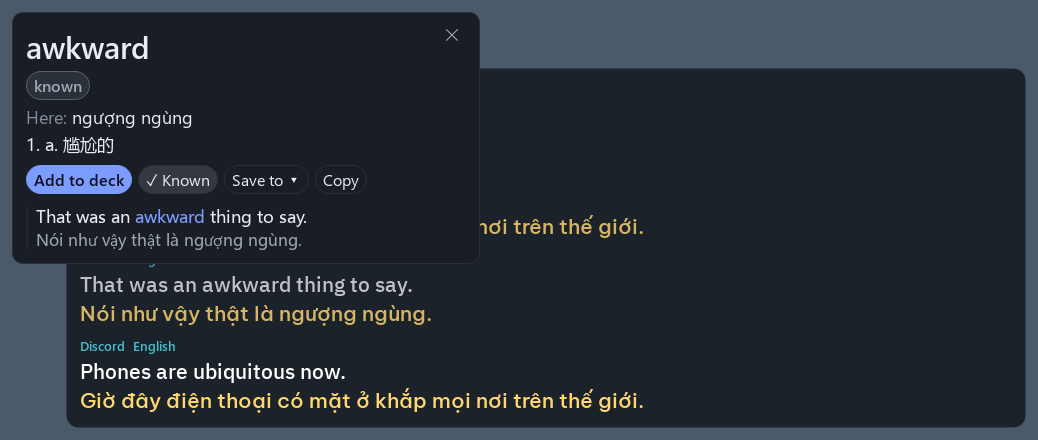 awkward
known
Here: ngượng ngùng
1. a. 尴尬的
Add to deck ✓ Known Save to ▾ Copy
That was an awkward thing to say.
Nói như vậy thật là ngượng ngùng.
nơi trên thế giới.
That was an awkward thing to say.
Nói như vậy thật là ngượng ngùng.
Discord English
Phones are ubiquitous now.
Giờ đây điện thoại có mặt ở khắp mọi nơi trên thế giới.